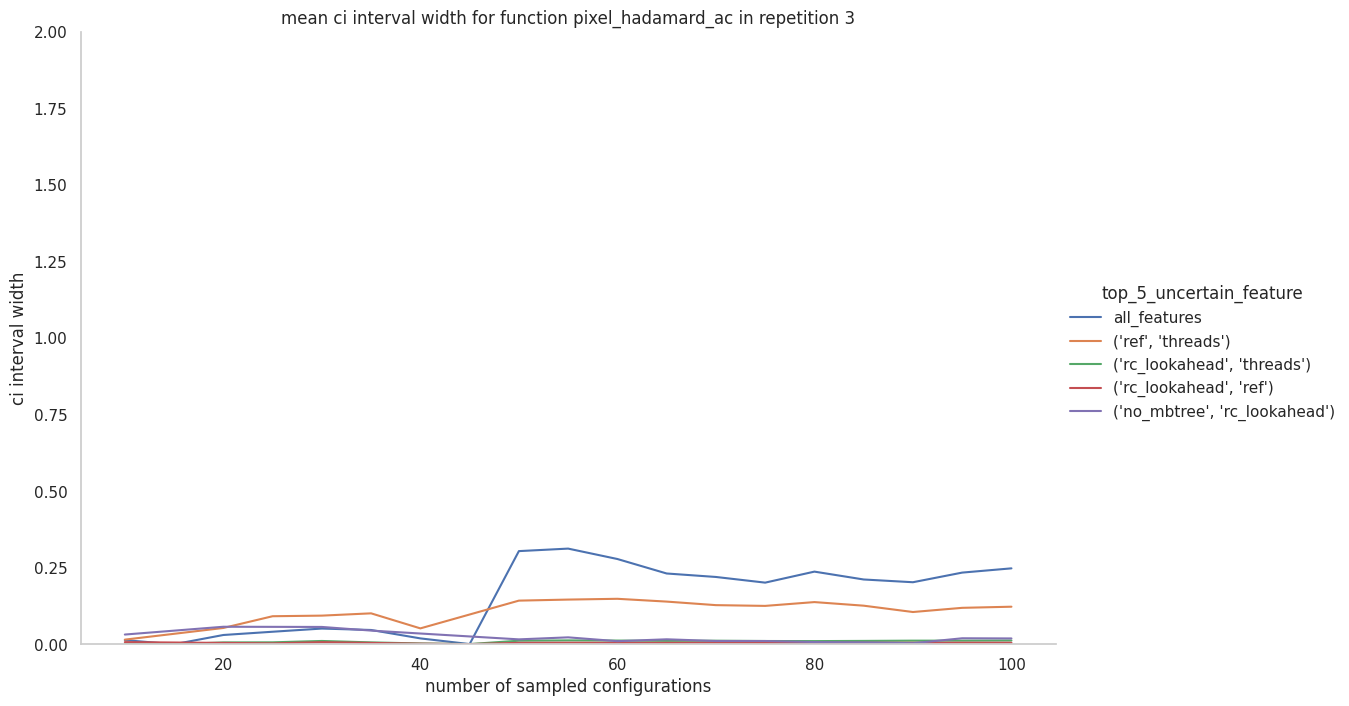 mean ci interval width for function pixel_hadamard_ac in repetition 3
2.00
1.75
1.50
1.25
1.00
0.75
0.50
0.25
0.00
ci interval width
20
40
60
80
100
number of sampled configurations
top_5_uncertain_feature
all_features
('ref', 'threads')
('rc_lookahead', 'threads')
('rc_lookahead', 'ref')
('no_mbtree', 'rc_lookahead')